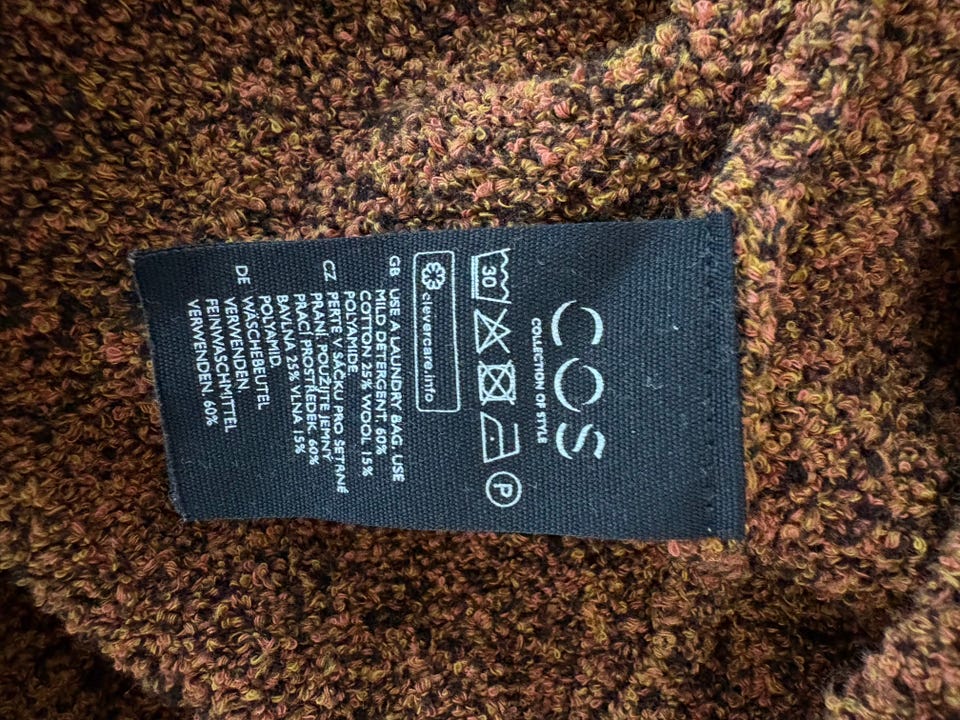 COS
COLLECTION OF STYLE
30
P
clevercare.info
GB USE A LAUNDRY BAG. USE
MILD DETERGENT. 60%
COTTON 25% WOOL 15%
POLYAMIDE
CZ PERTE V SÁČKU PRO ŠETRNÉ
PRANÍ, POUŽIJTE JEMNÝ
PRACÍ PROSTŘEDEK. 60%
BAVLNA 25% VLNA 15%
POLYAMID.
DE WÄSCHEBEUTEL
VERWENDEN.
FEINWASCHMITTEL
VERWENDEN. 60%